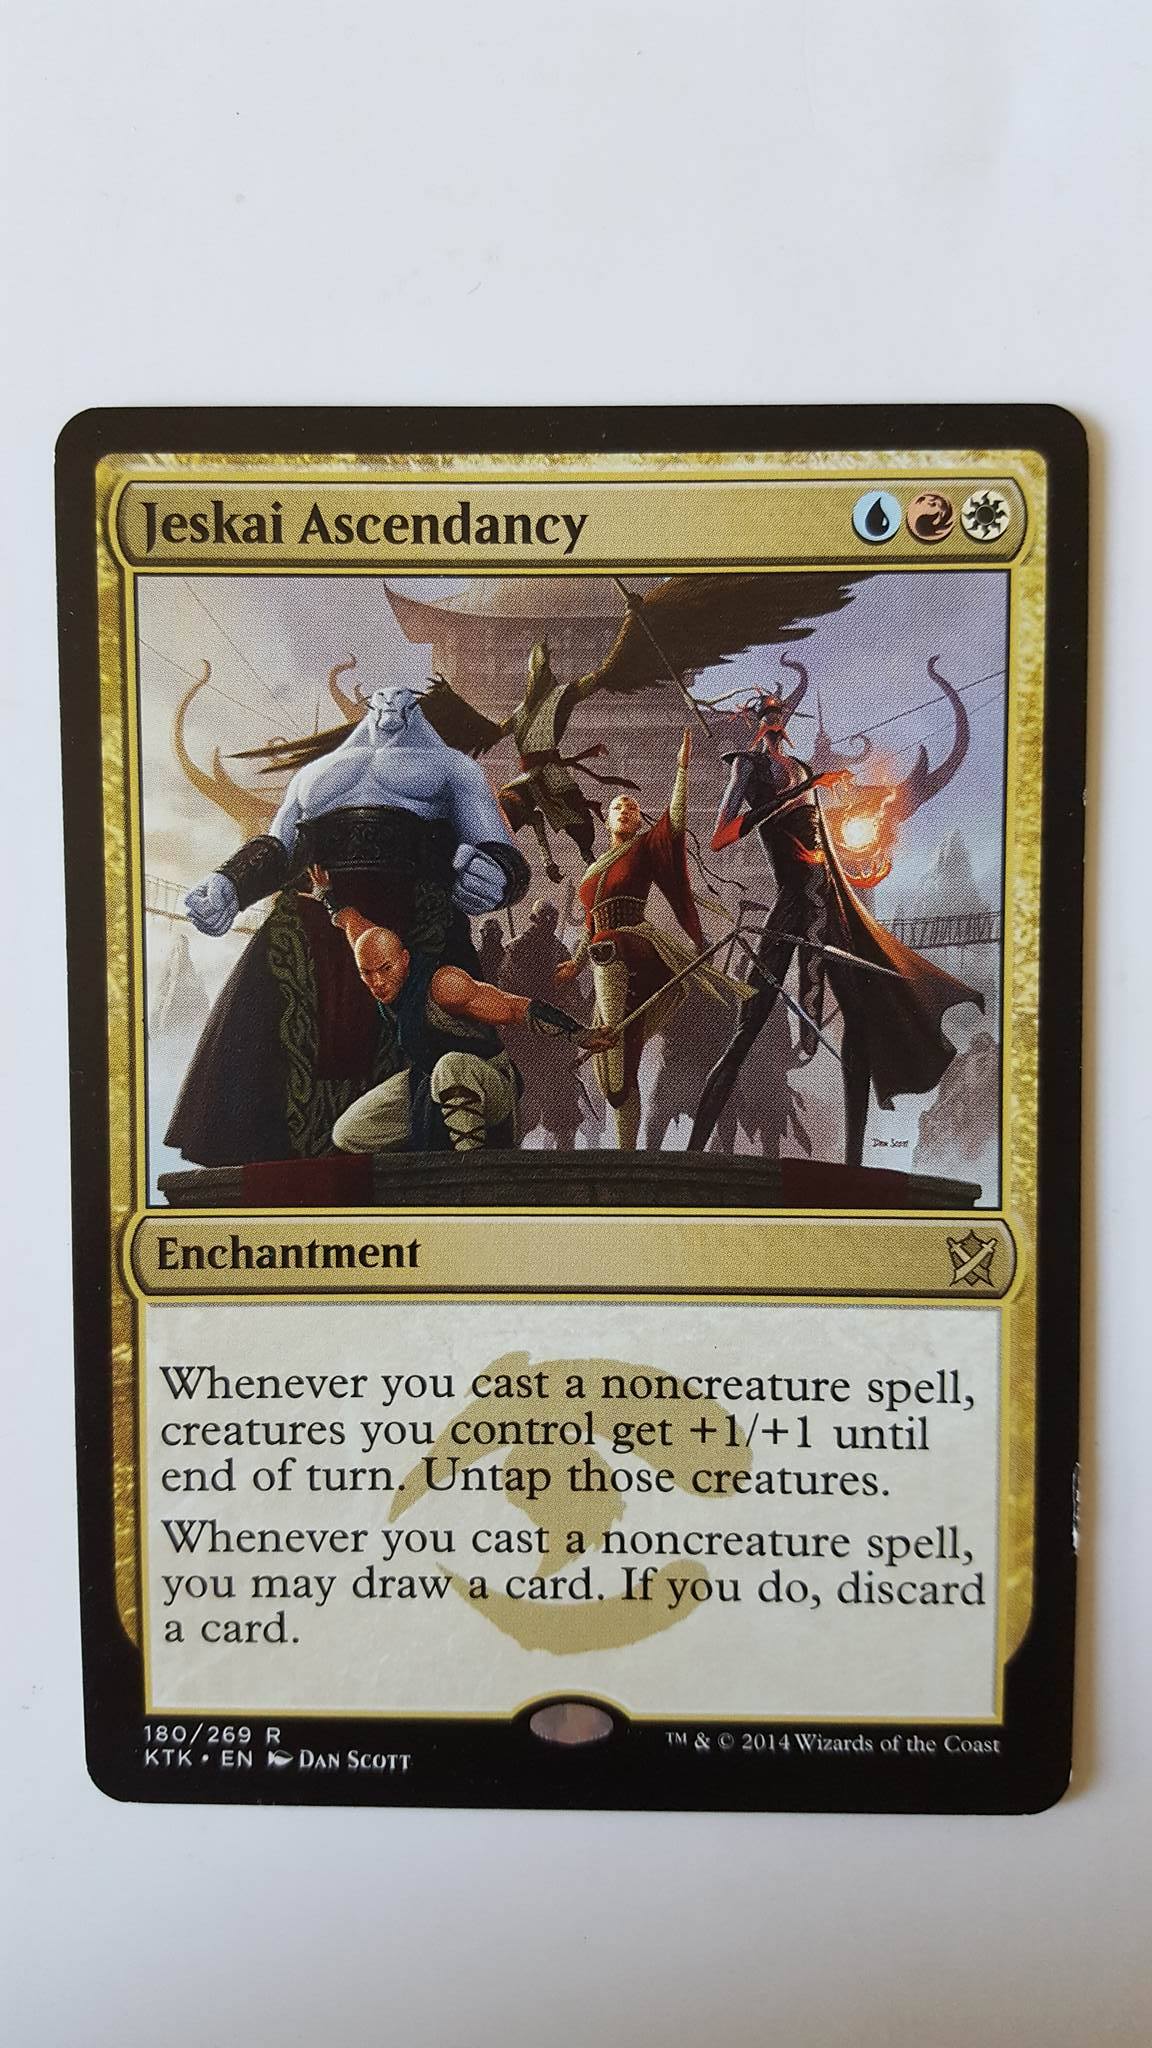 Jeskai Ascendancy
Dan Scott
Enchantment
Whenever you cast a noncreature spell,
creatures you control get +1/+1 until
end of turn. Untap those creatures.
Whenever you cast a noncreature spell,
you may draw a card. If you do, discard
a card.
180/269 R
KTK • EN Dan Scott
™ & © 2014 Wizards of the Coast